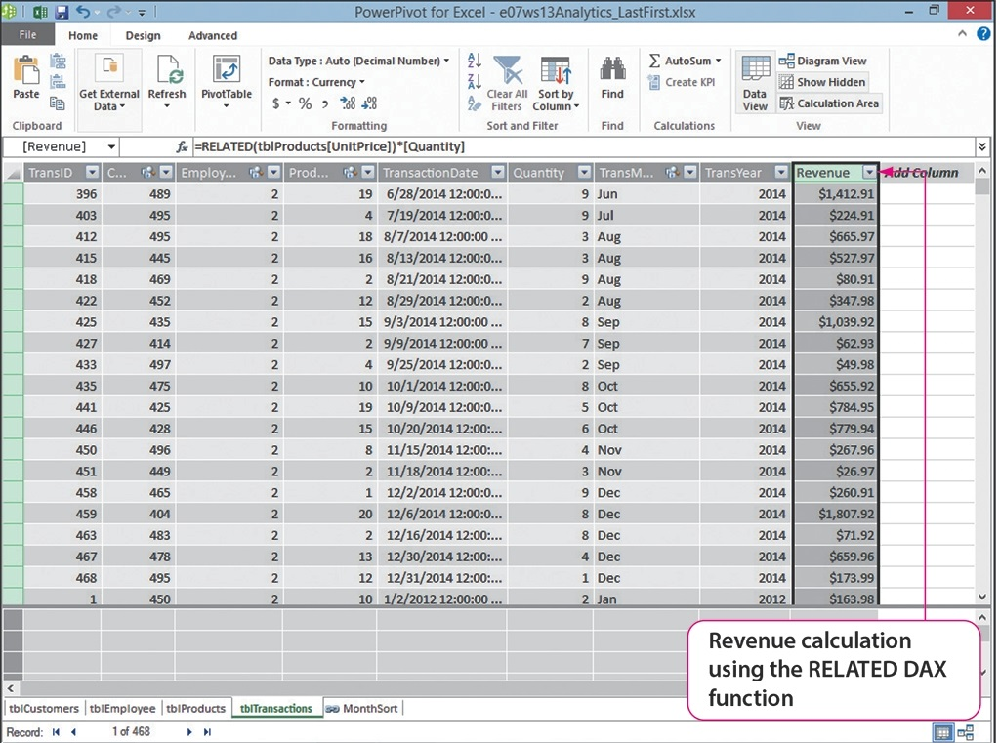 PowerPivot for Excel - e07ws13Analytics_LastFirst.xlsx
File Home Design Advanced
Paste
Clipboard
Get External Data
Refresh
PivotTable
Data Type : Auto (Decimal Number)
Format : Currency
$ % , .00 .00
Formatting
Clear All Filters
Sort by Column
Sort and Filter
Find
Find
∑ AutoSum
Create KPI
Calculations
Data View
Diagram View
Show Hidden
Calculation Area
View
[Revenue] fx =RELATED(tblProducts[UnitPrice])*[Quantity]
TransID C... Employ... Prod... TransactionDate Quantity TransM... TransYear Revenue Add Column
396 489 2 19 6/28/2014 12:00:0... 9 Jun 2014 $1,412.91
403 495 2 4 7/19/2014 12:00:0... 9 Jul 2014 $224.91
412 495 2 18 8/7/2014 12:00:00 ... 3 Aug 2014 $665.97
415 445 2 16 8/13/2014 12:00:0... 3 Aug 2014 $527.97
418 469 2 2 8/21/2014 12:00:0... 9 Aug 2014 $80.91
422 452 2 12 8/29/2014 12:00:0... 2 Aug 2014 $347.98
425 435 2 15 9/3/2014 12:00:00 ... 8 Sep 2014 $1,039.92
427 414 2 2 9/9/2014 12:00:00 ... 7 Sep 2014 $62.93
433 497 2 4 9/25/2014 12:00:0... 2 Sep 2014 $49.98
435 475 2 10 10/1/2014 12:00:0... 8 Oct 2014 $655.92
441 425 2 19 10/9/2014 12:00:0... 5 Oct 2014 $784.95
446 428 2 15 10/20/2014 12:00:... 6 Oct 2014 $779.94
450 496 2 8 11/15/2014 12:00:... 4 Nov 2014 $267.96
451 449 2 2 11/18/2014 12:00:... 3 Nov 2014 $26.97
458 465 2 1 12/2/2014 12:00:0... 9 Dec 2014 $260.91
459 404 2 20 12/6/2014 12:00:0... 8 Dec 2014 $1,807.92
463 483 2 2 12/16/2014 12:00:... 8 Dec 2014 $71.92
467 478 2 13 12/30/2014 12:00:... 4 Dec 2014 $659.96
468 495 2 12 12/31/2014 12:00:... 1 Dec 2014 $173.99
1 450 2 10 1/2/2012 12:00:00 ... 2 Jan 2012 $163.98
Revenue calculation
using the RELATED DAX
function
tblCustomers tblEmployee tblProducts tblTransactions MonthSort
Record: 1 of 468